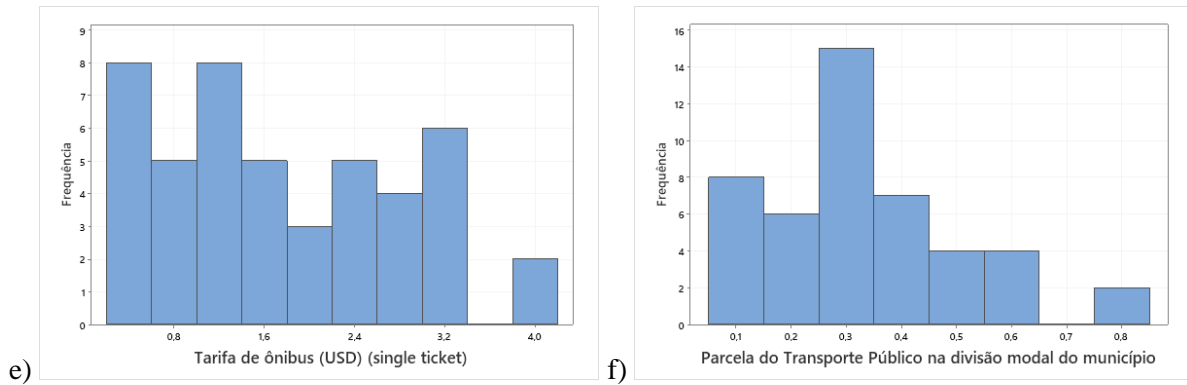 9
8
7
6
5
4
3
2
1
0
Frequência
0,8 1,6 2,4 3,2 4,0
Tarifa de ônibus (USD) (single ticket)
e)
16
14
12
10
8
6
4
2
0
Frequência
0,1 0,2 0,3 0,4 0,5 0,6 0,7 0,8
Parcela do Transporte Público na divisão modal do município
f)